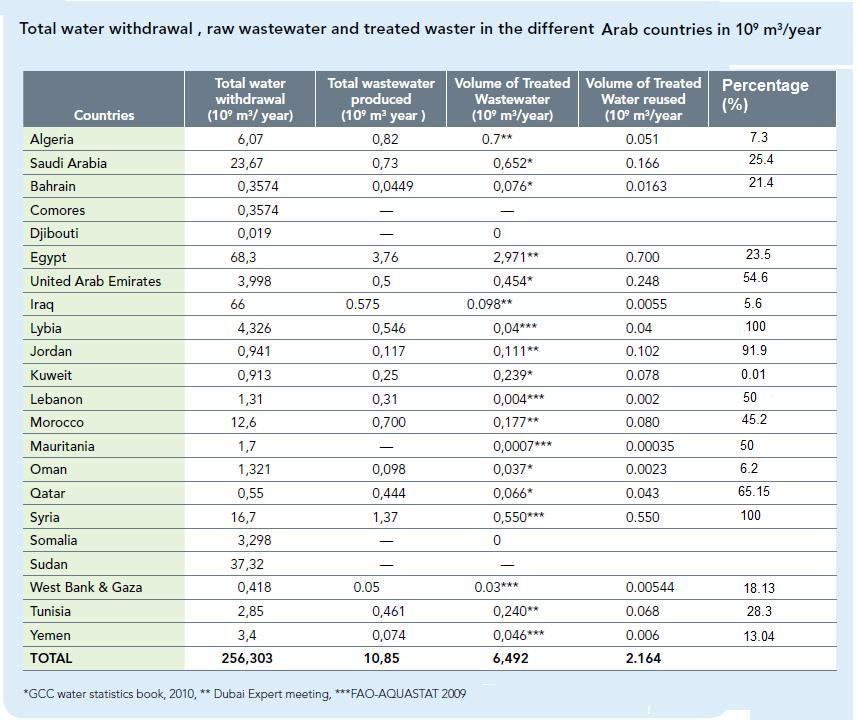 Total water withdrawal , raw wastewater and treated waster in the different Arab countries in 10⁹ m³/year
Countries | Total water withdrawal (10⁹ m³/ year) | Total wastewater produced (10⁹ m³ year ) | Volume of Treated Wastewater (10⁹ m³/year) | Volume of Treated Water reused (10⁹ m³/year | Percentage (%)
Algeria 6,07 0,82 0.7** 0.051 7.3
Saudi Arabia 23,67 0,73 0,652* 0.166 25.4
Bahrain 0,3574 0,0449 0,076* 0.0163 21.4
Comores 0,3574 — —
Djibouti 0,019 — 0
Egypt 68,3 3,76 2,971** 0.700 23.5
United Arab Emirates 3,998 0,5 0,454* 0.248 54.6
Iraq 66 0.575 0.098** 0.0055 5.6
Lybia 4,326 0,546 0,04*** 0.04 100
Jordan 0,941 0,117 0,111** 0.102 91.9
Kuweit 0,913 0,25 0,239* 0.078 0.01
Lebanon 1,31 0,31 0,004*** 0.002 50
Morocco 12,6 0,700 0,177** 0.080 45.2
Mauritania 1,7 — 0,0007*** 0.00035 50
Oman 1,321 0,098 0,037* 0.0023 6.2
Qatar 0,55 0,444 0,066* 0.043 65.15
Syria 16,7 1,37 0,550*** 0.550 100
Somalia 3,298 — 0
Sudan 37,32 — —
West Bank & Gaza 0,418 0.05 0.03*** 0.00544 18.13
Tunisia 2,85 0,461 0,240** 0.068 28.3
Yemen 3,4 0,074 0,046*** 0.006 13.04
TOTAL 256,303 10,85 6,492 2.164
*GCC water statistics book, 2010, ** Dubai Expert meeting, ***FAO-AQUASTAT 2009